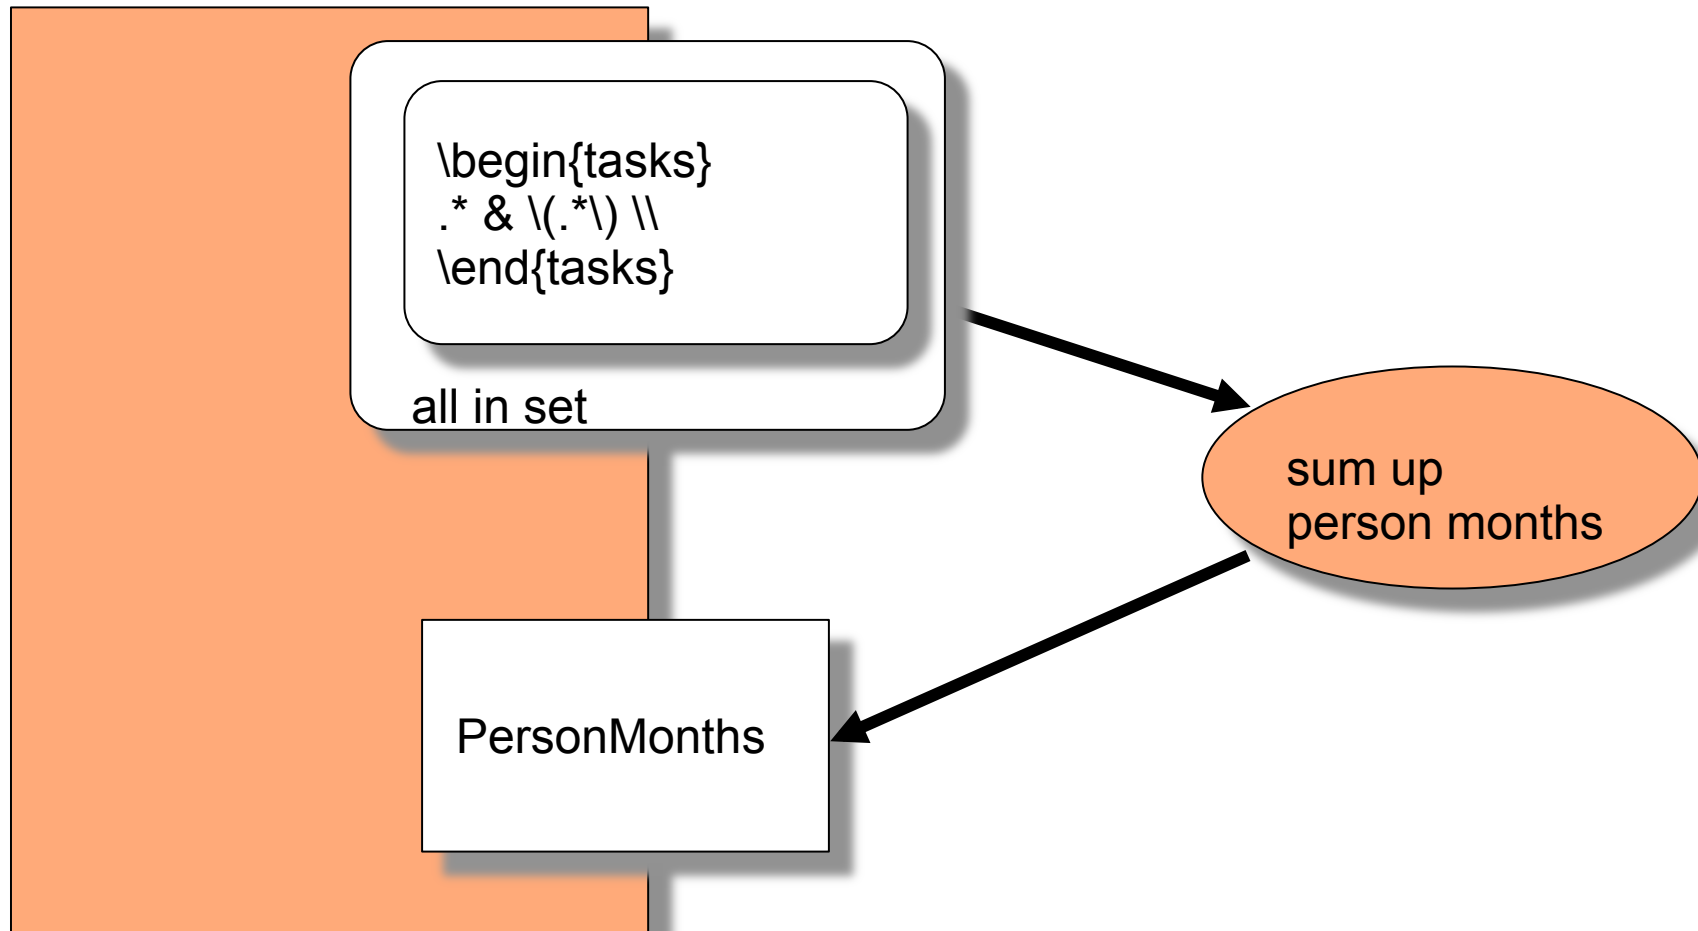 \begin{tasks}
.* & \(.*\) \\
\end{tasks}
all in set
sum up
person months
PersonMonths